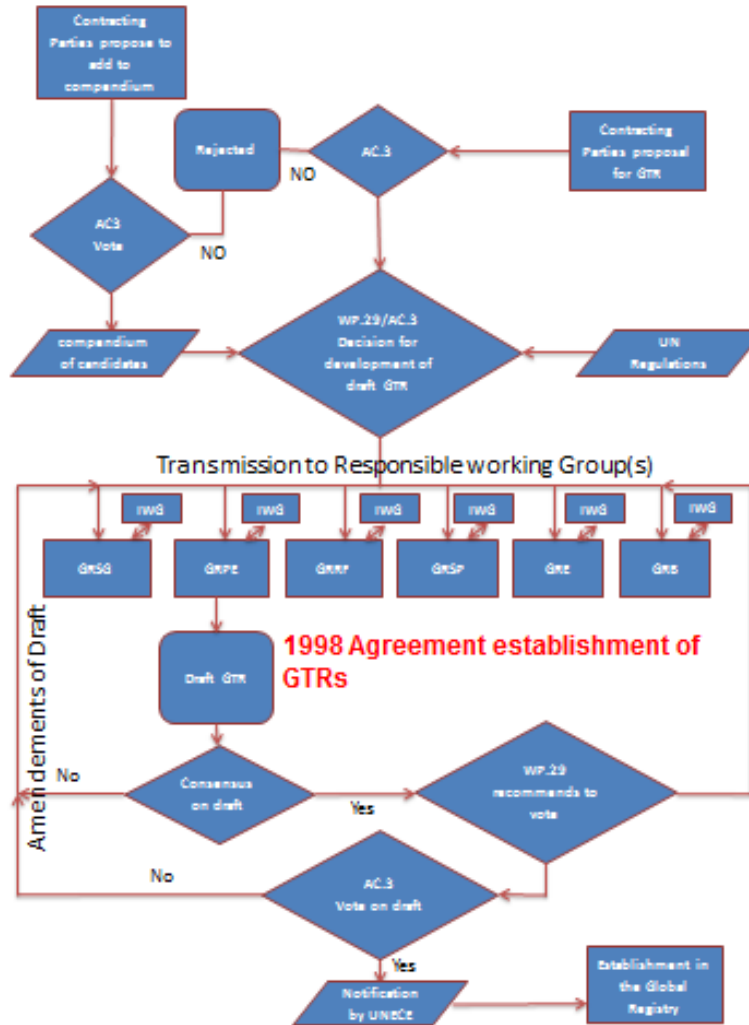 Contracting
Parties propose to
add to
compendium
Rejected
AC.3
Contracting
Parties proposal
for GTR
NO
AC3
Vote
NO
WP.29/AC.3
Decision for
development of
draft GTR
compendium
of candidates
UN
Regulations
Transmission to Responsible working Group(s)
IWG
IWG
IWG
IWG
IWG
IWG
GRSG
GRPE
GRRF
GRSP
GRE
GRB
Amendements of Draft
1998 Agreement establishment of
GTRs
Draft GTR
No
Consensus
on draft
Yes
WP.29
recommends to
vote
No
AC.3
Vote on draft
Yes
Notification
by UNECE
Establishment in
the Global
Registry